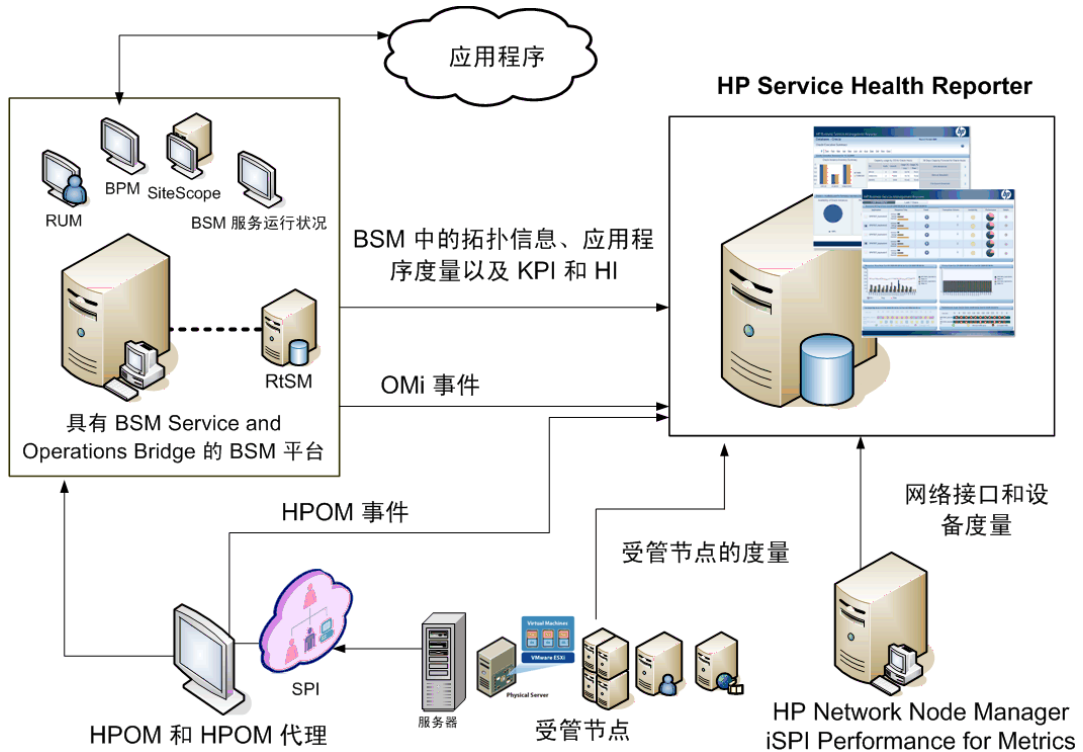 应用程序
HP Service Health Reporter
RUM
BPM
SiteScope
BSM 服务运行状况
BSM 中的拓扑信息、应用程
序度量以及 KPI 和 HI
RtSM
OMi 事件
具有 BSM Service and
Operations Bridge 的 BSM 平台
HPOM 事件
网络接口和设
备度量
受管节点的度量
Virtual Machines
VMware ESXi
Physical Server
SPI
服务器
受管节点
HPOM 和 HPOM 代理
HP Network Node Manager
iSPI Performance for Metrics